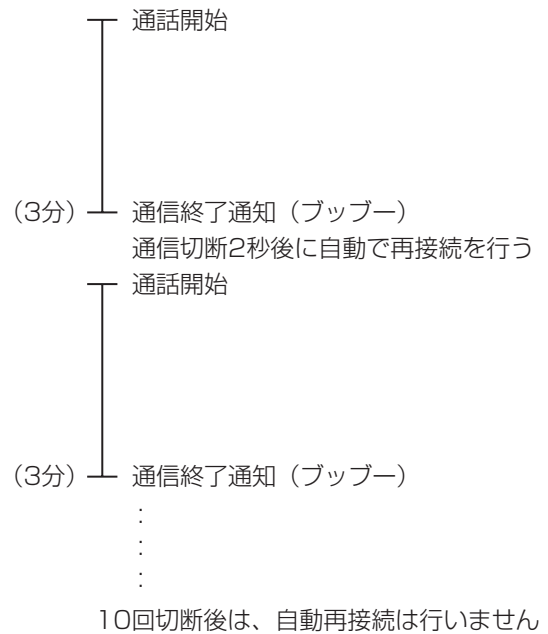 通話開始
（3分） 通信終了通知（ブッブー）
通信切断2秒後に自動で再接続を行う
通話開始
（3分） 通信終了通知（ブッブー）
:
:
:
10回切断後は、自動再接続は行いません